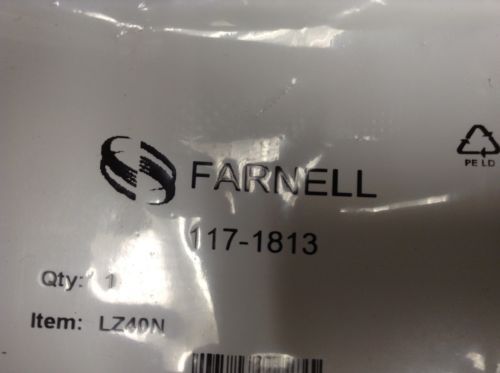 FARNELL
PE LD
117-1813
Qty: 1
Item: LZ40N